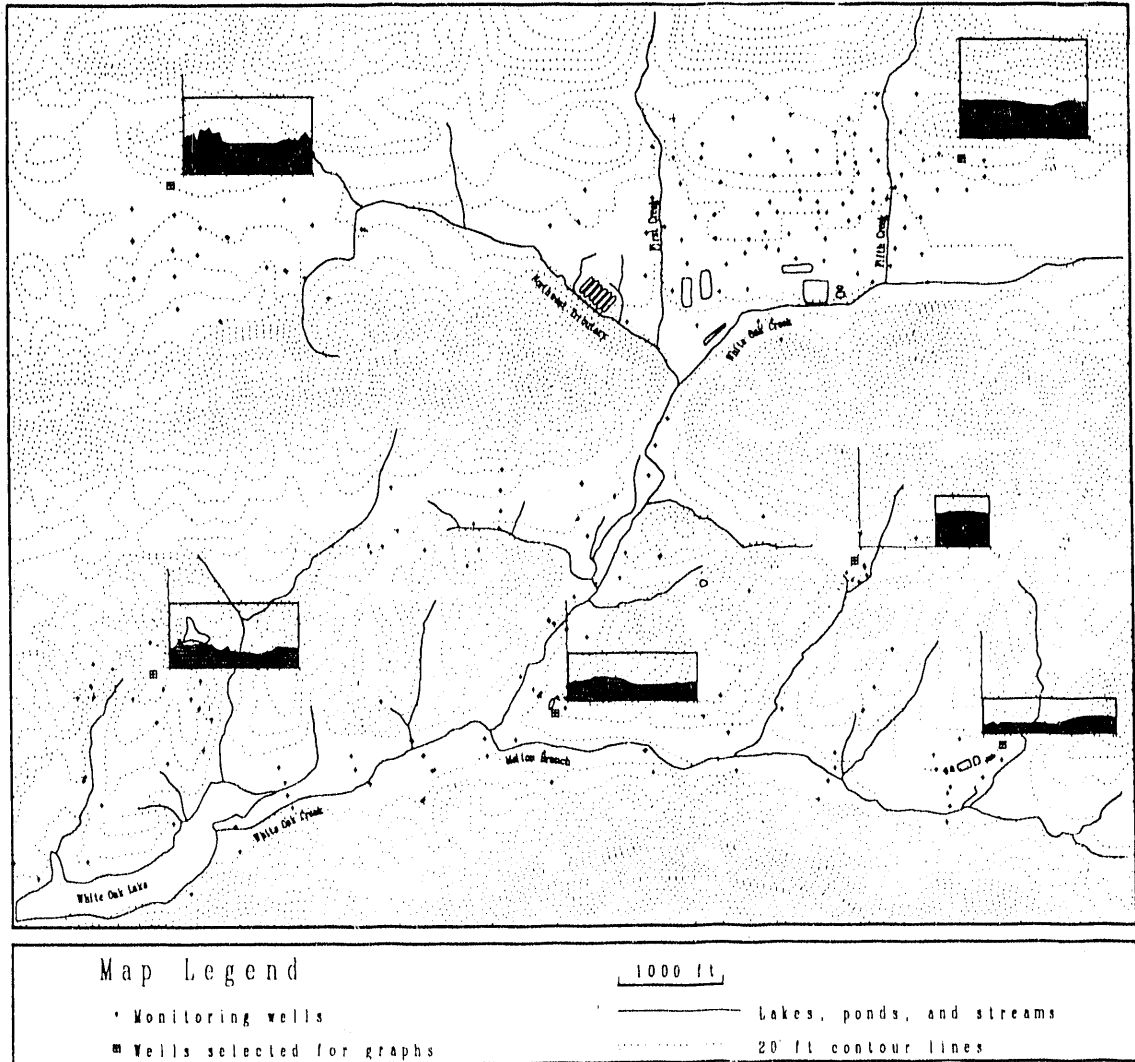 First Creek
Fifth Creek
Northwest Tributary
White Oak Creek
Melton Branch
White Oak Creek
White Oak Lake
Map Legend
1000 ft
Monitoring wells
Lakes, ponds, and streams
Wells selected for graphs
20 ft contour lines